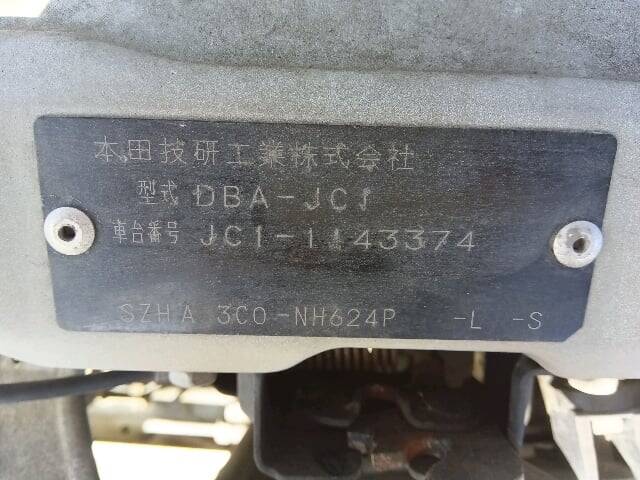 本田技研工業株式会社
型式 DBA-JC1
車台番号 JC1-1143374
SZHA 3C0-NH624P -L -S